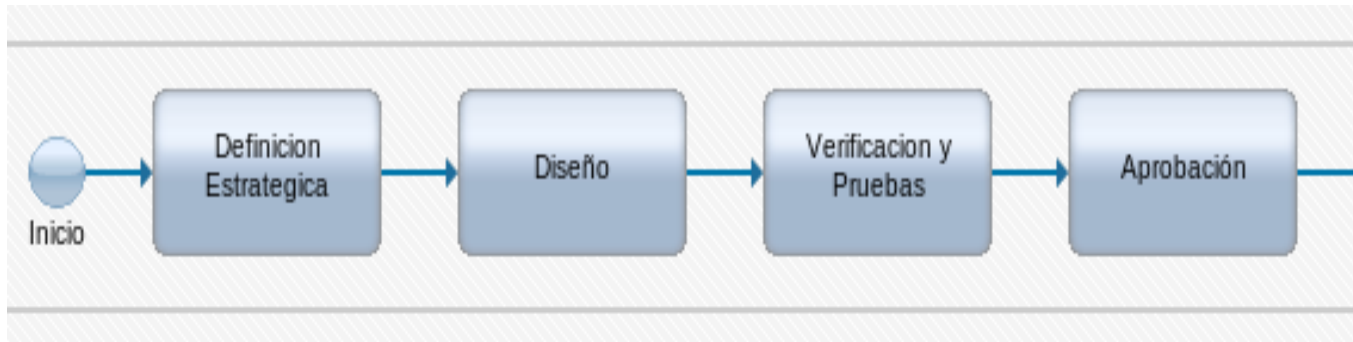 Inicio
Definicion
Estrategica
Diseño
Verificacion y
Pruebas
Aprobación